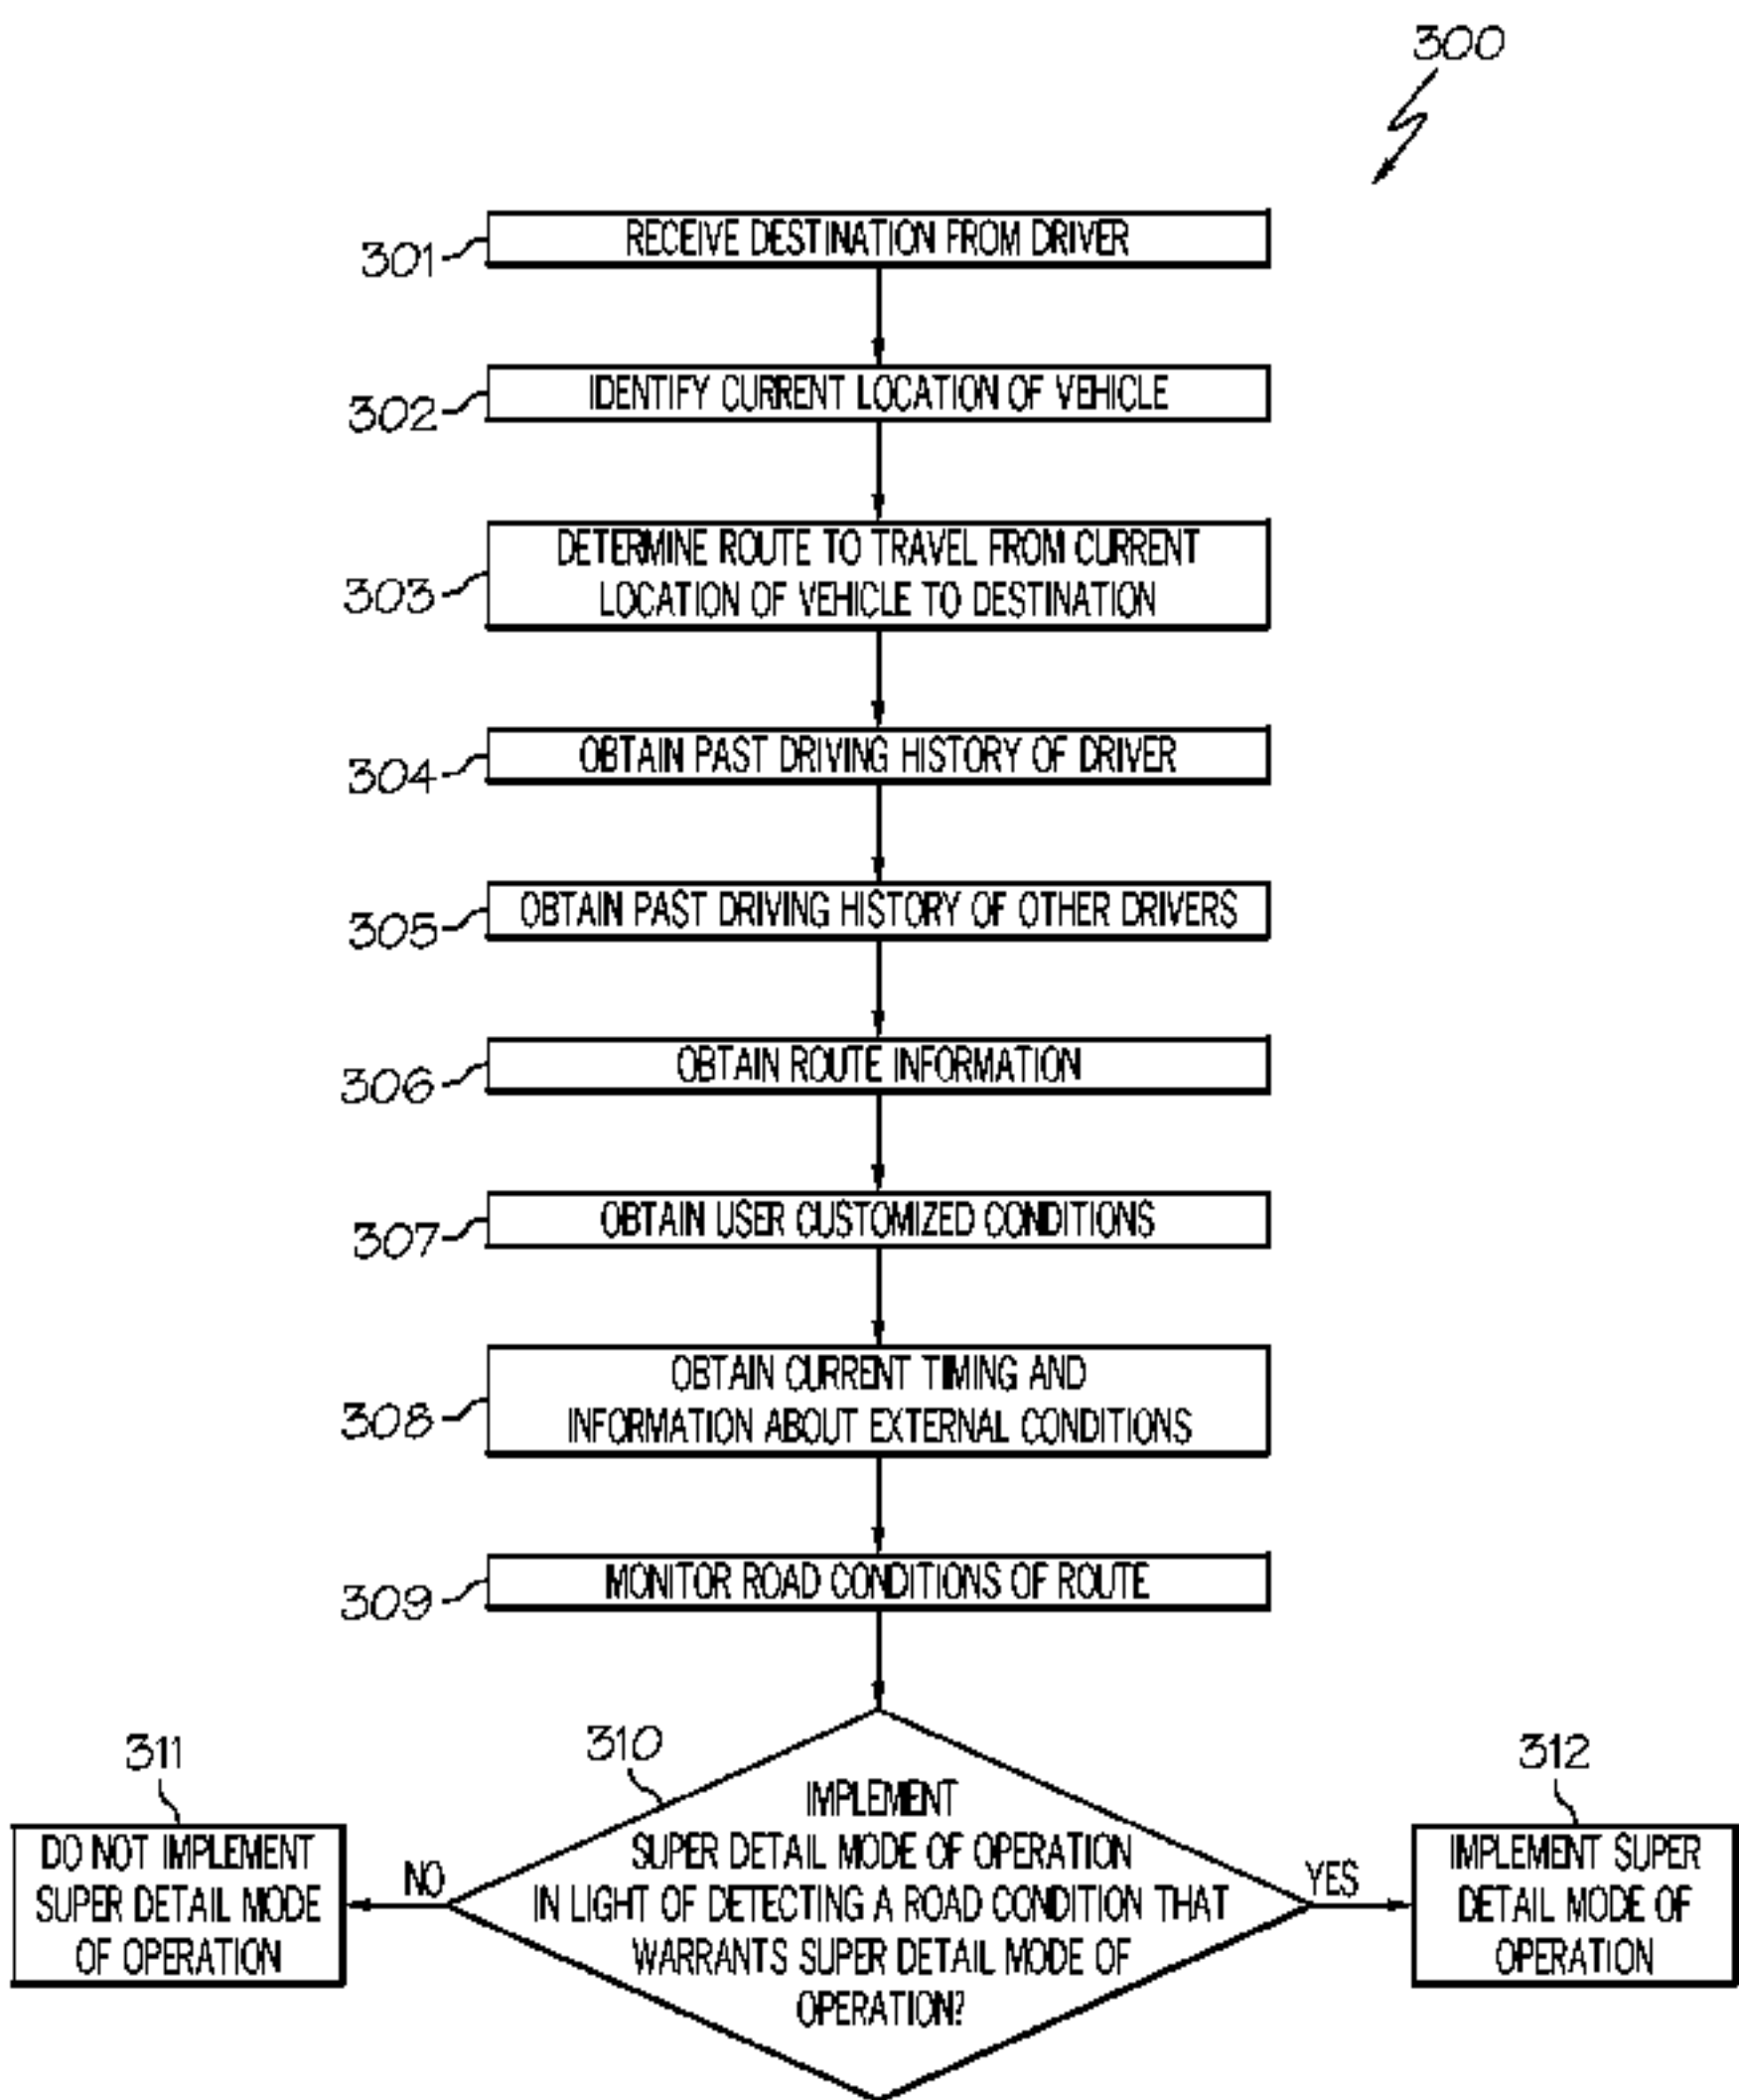 300
301
RECEIVE DESTINATION FROM DRIVER
302
IDENTIFY CURRENT LOCATION OF VEHICLE
303
DETERMINE ROUTE TO TRAVEL FROM CURRENT
LOCATION OF VEHICLE TO DESTINATION
304
OBTAIN PAST DRIVING HISTORY OF DRIVER
305
OBTAIN PAST DRIVING HISTORY OF OTHER DRIVERS
306
OBTAIN ROUTE INFORMATION
307
OBTAIN USER CUSTOMIZED CONDITIONS
308
OBTAIN CURRENT TIMING AND
INFORMATION ABOUT EXTERNAL CONDITIONS
309
MONITOR ROAD CONDITIONS OF ROUTE
311
DO NOT IMPLEMENT
SUPER DETAIL MODE
OF OPERATION
NO
310
IMPLEMENT
SUPER DETAIL MODE OF OPERATION
IN LIGHT OF DETECTING A ROAD CONDITION THAT
WARRANTS SUPER DETAIL MODE OF
OPERATION?
YES
312
IMPLEMENT SUPER
DETAIL MODE OF
OPERATION